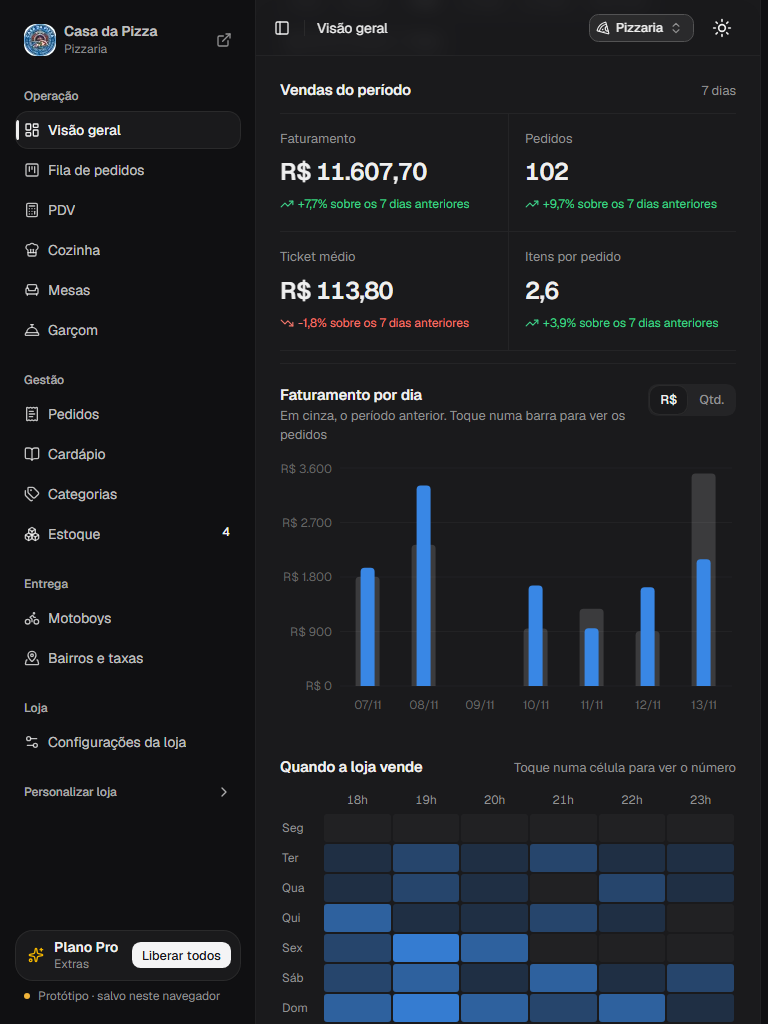 Casa da Pizza
Pizzaria
Operação
Visão geral
Fila de pedidos
PDV
Cozinha
Mesas
Garçom
Gestão
Pedidos
Cardápio
Categorias
Estoque 4
Entrega
Motoboys
Bairros e taxas
Loja
Configurações da loja
Personalizar loja
Plano Pro
Extras
Liberar todos
Protótipo · salvo neste navegador
Visão geral
Pizzaria
Vendas do período 7 dias
Faturamento
R$ 11.607,70
+7,7% sobre os 7 dias anteriores
Pedidos
102
+9,7% sobre os 7 dias anteriores
Ticket médio
R$ 113,80
-1,8% sobre os 7 dias anteriores
Itens por pedido
2,6
+3,9% sobre os 7 dias anteriores
Faturamento por dia
Em cinza, o período anterior. Toque numa barra para ver os
pedidos
R$ Qtd.
R$ 3.600
R$ 2.700
R$ 1.800
R$ 900
R$ 0
07/11 08/11 09/11 10/11 11/11 12/11 13/11
Quando a loja vende Toque numa célula para ver o número
18h 19h 20h 21h 22h 23h
Seg
Ter
Qua
Qui
Sex
Sáb
Dom